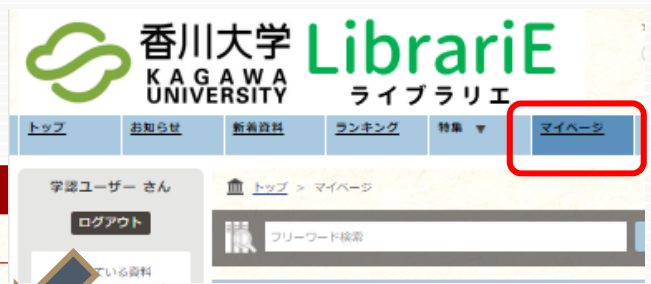 香川大学
KAGAWA
UNIVERSITY
LibrariE
ライブラリエ
トップ お知らせ 新着資料 ランキング 特集 ▼ マイページ
学認ユーザー さん
トップ > マイページ
ログアウト
フリーワード検索
ている資料